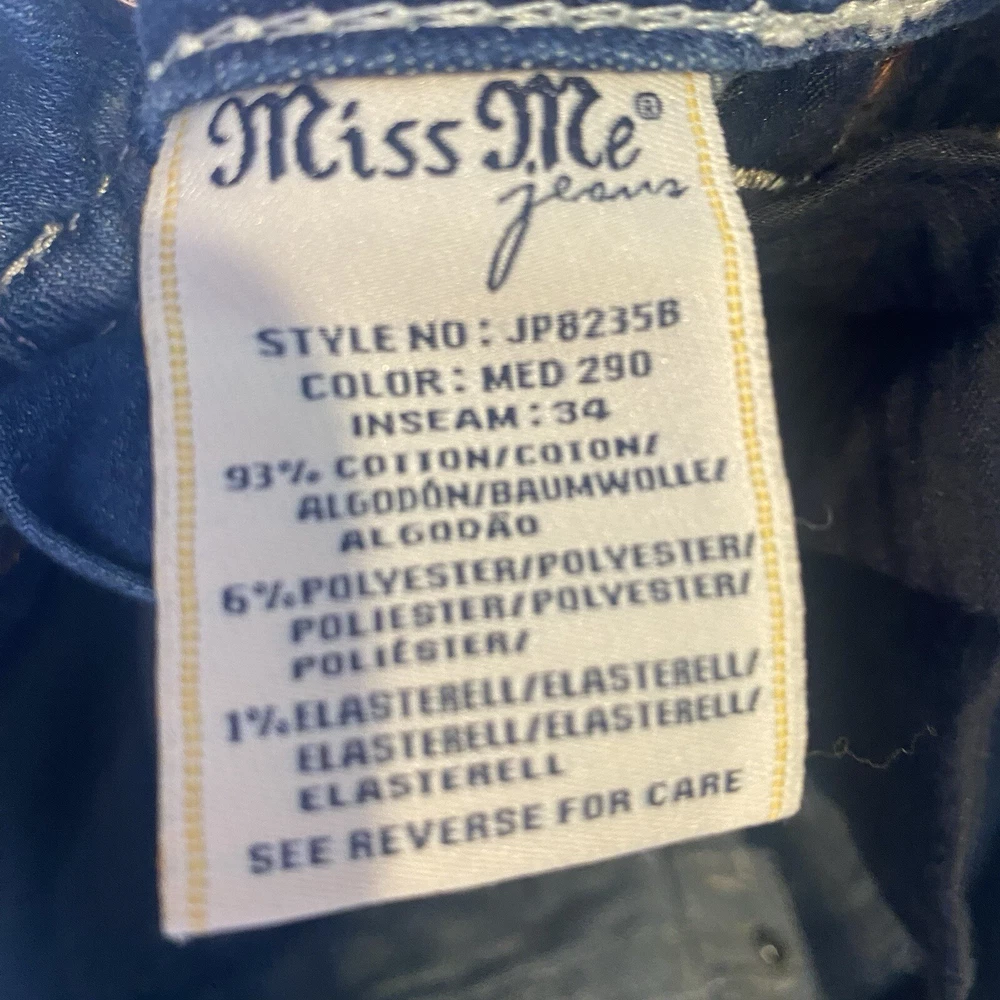 Miss Me®
jeans
STYLE NO: JP8235B
COLOR: MED 290
INSEAM: 34
93% COTTON/COTON/
ALGODÓN/BAUMWOLLE/
ALGODÃO
6% POLYESTER/POLYESTER/
POLIESTER/POLYESTER/
POLIÉSTER/
1% ELASTERELL/ELASTERELL/
ELASTERELL/ELASTERELL/
ELASTERELL
SEE REVERSE FOR CARE